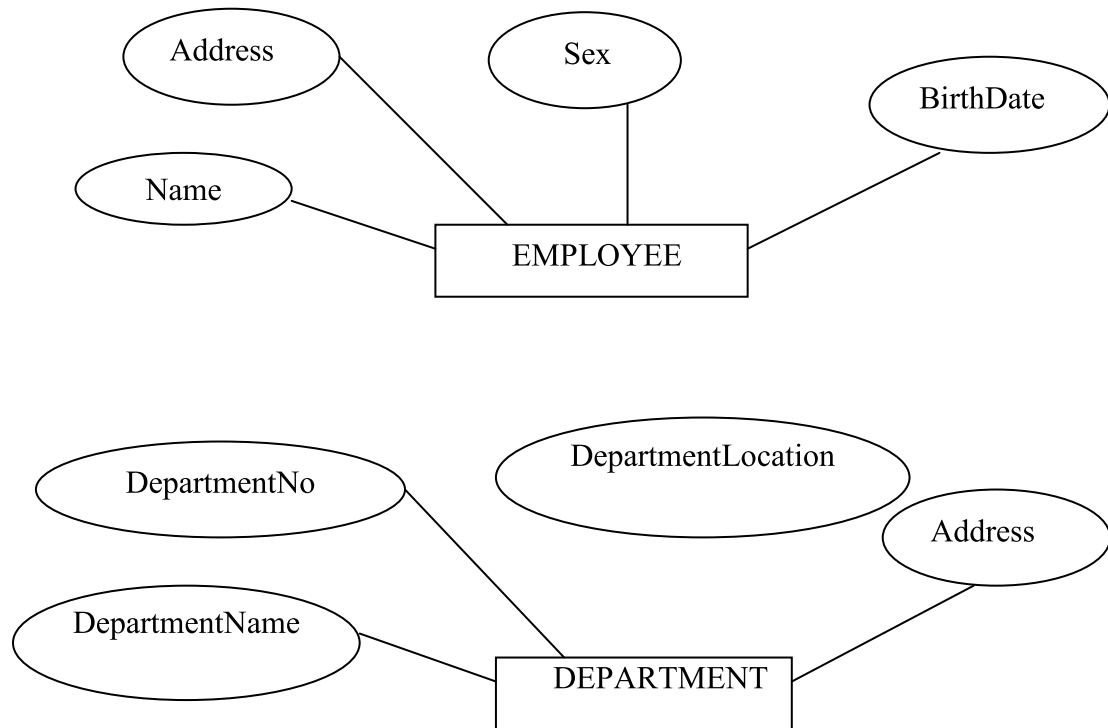 Address
Sex
BirthDate
Name
EMPLOYEE
DepartmentLocation
DepartmentNo
Address
DepartmentName
DEPARTMENT